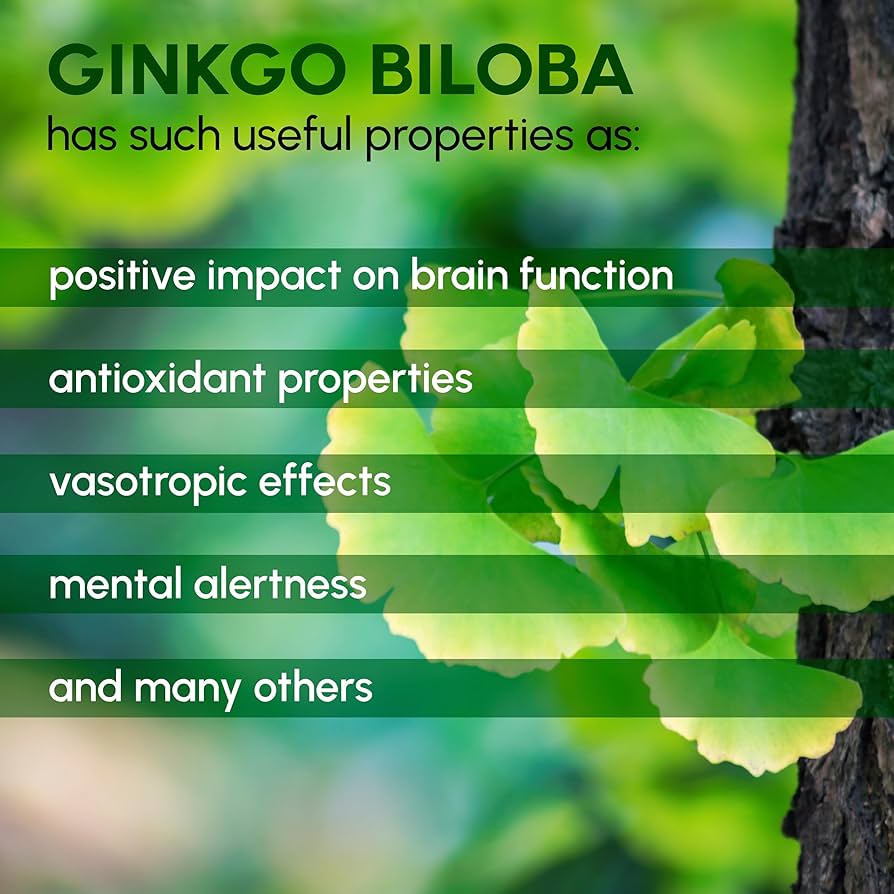 GINKGO BILOBA
has such useful properties as:
positive impact on brain function
antioxidant properties
vasotropic effects
mental alertness
and many others